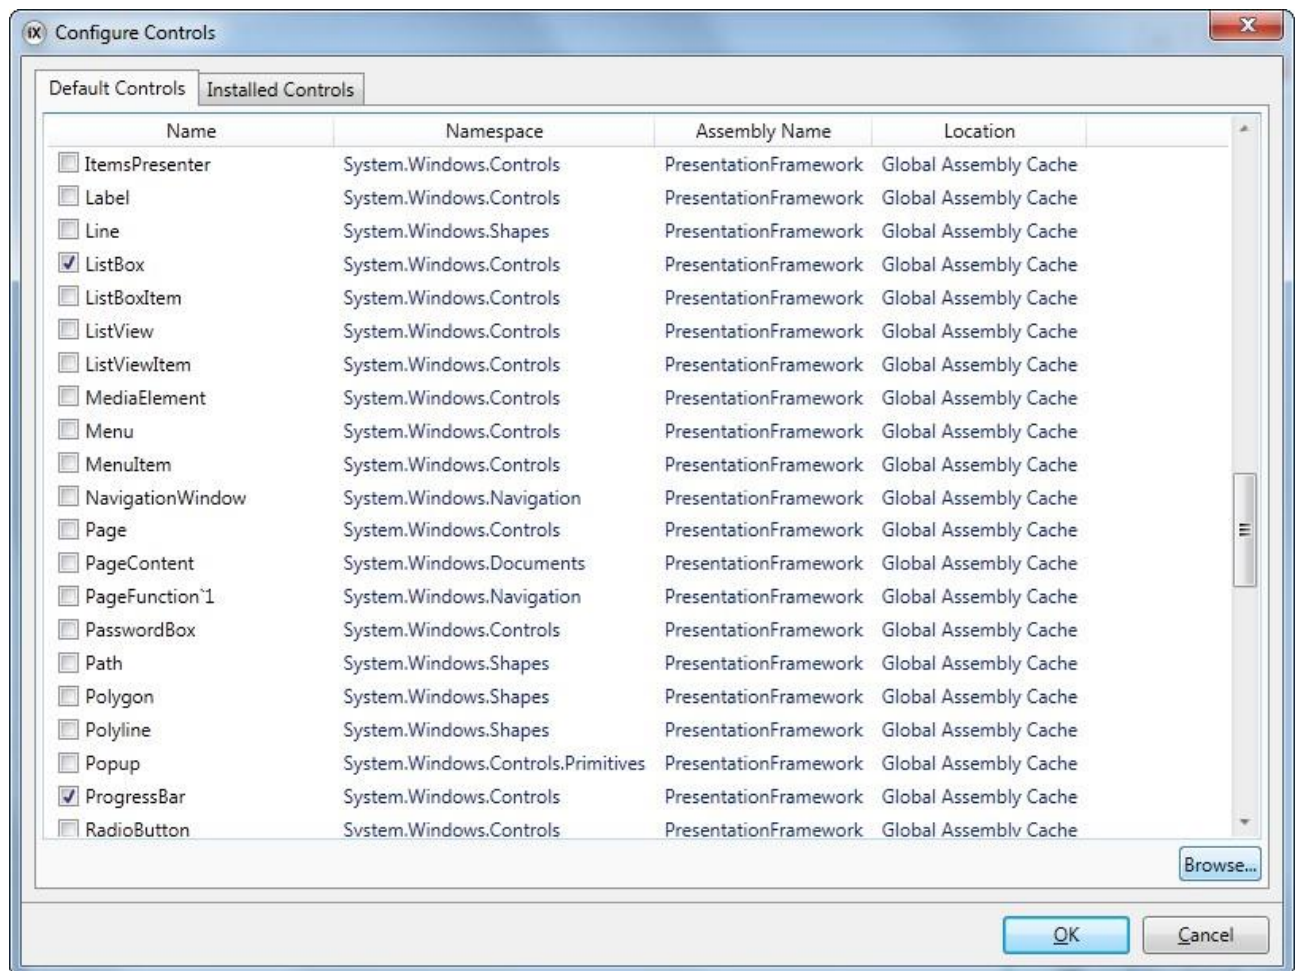 iX Configure Controls
Default Controls Installed Controls
Name Namespace Assembly Name Location
ItemsPresenter System.Windows.Controls PresentationFramework Global Assembly Cache
Label System.Windows.Controls PresentationFramework Global Assembly Cache
Line System.Windows.Shapes PresentationFramework Global Assembly Cache
ListBox System.Windows.Controls PresentationFramework Global Assembly Cache
ListBoxItem System.Windows.Controls PresentationFramework Global Assembly Cache
ListView System.Windows.Controls PresentationFramework Global Assembly Cache
ListViewItem System.Windows.Controls PresentationFramework Global Assembly Cache
MediaElement System.Windows.Controls PresentationFramework Global Assembly Cache
Menu System.Windows.Controls PresentationFramework Global Assembly Cache
MenuItem System.Windows.Controls PresentationFramework Global Assembly Cache
NavigationWindow System.Windows.Navigation PresentationFramework Global Assembly Cache
Page System.Windows.Controls PresentationFramework Global Assembly Cache
PageContent System.Windows.Documents PresentationFramework Global Assembly Cache
PageFunction`1 System.Windows.Navigation PresentationFramework Global Assembly Cache
PasswordBox System.Windows.Controls PresentationFramework Global Assembly Cache
Path System.Windows.Shapes PresentationFramework Global Assembly Cache
Polygon System.Windows.Shapes PresentationFramework Global Assembly Cache
Polyline System.Windows.Shapes PresentationFramework Global Assembly Cache
Popup System.Windows.Controls.Primitives PresentationFramework Global Assembly Cache
ProgressBar System.Windows.Controls PresentationFramework Global Assembly Cache
RadioButton System.Windows.Controls PresentationFramework Global Assembly Cache
Browse...
OK Cancel